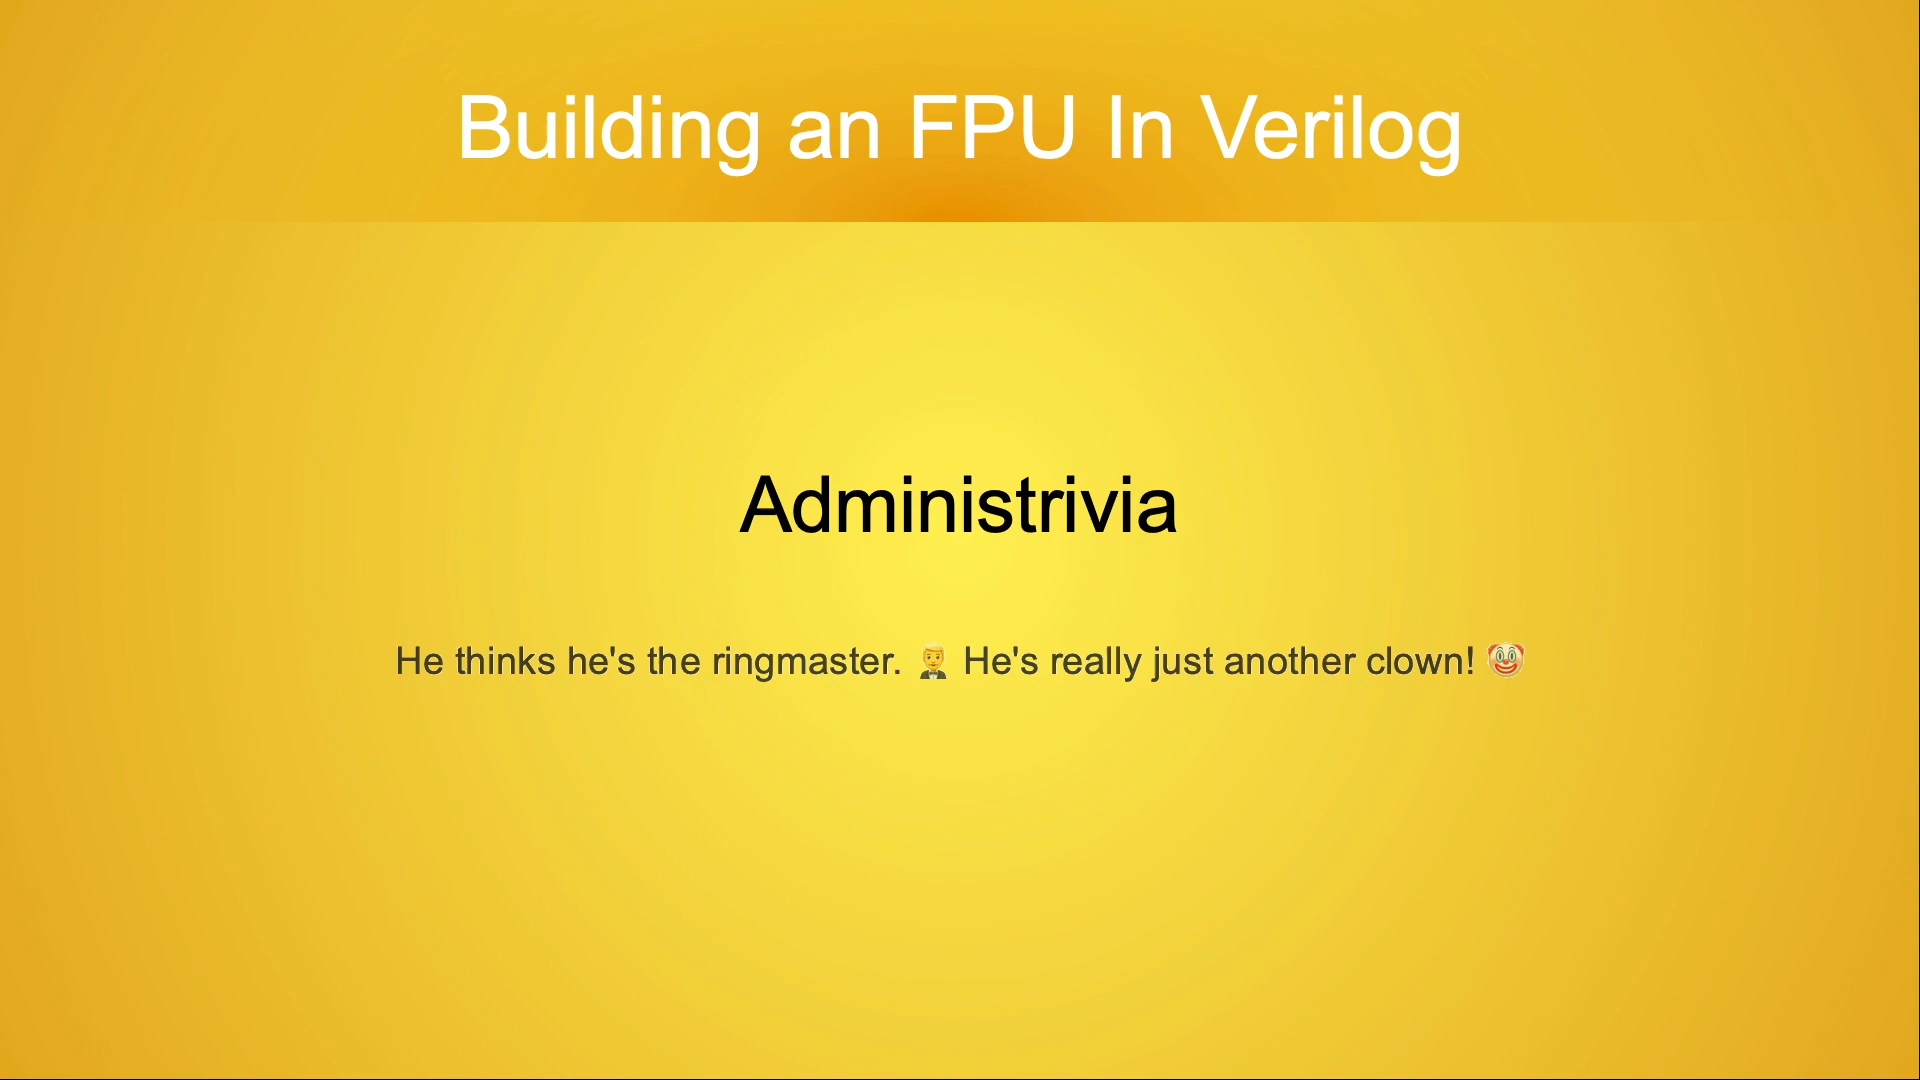 Building an FPU In Verilog
Administrivia
He thinks he's the ringmaster. 🤵‍♂️ He's really just another clown! 🤡